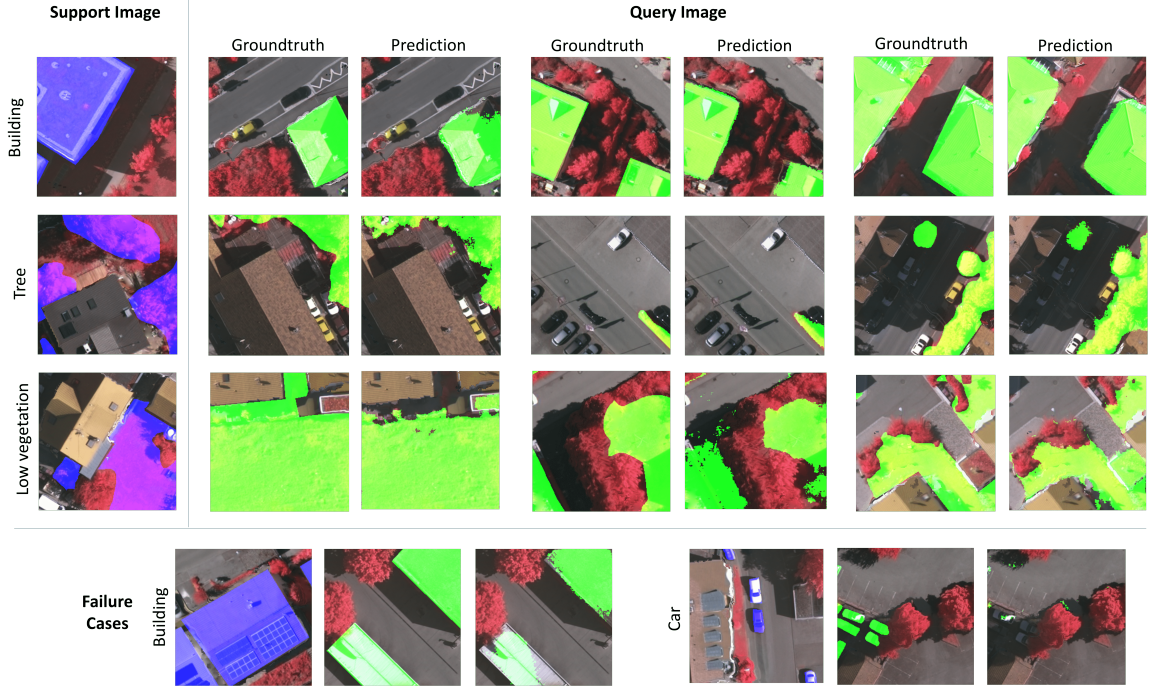 Support Image
Query Image
Groundtruth
Prediction
Groundtruth
Prediction
Groundtruth
Prediction
Building
Tree
Low vegetation
Failure
Cases
Building
Car